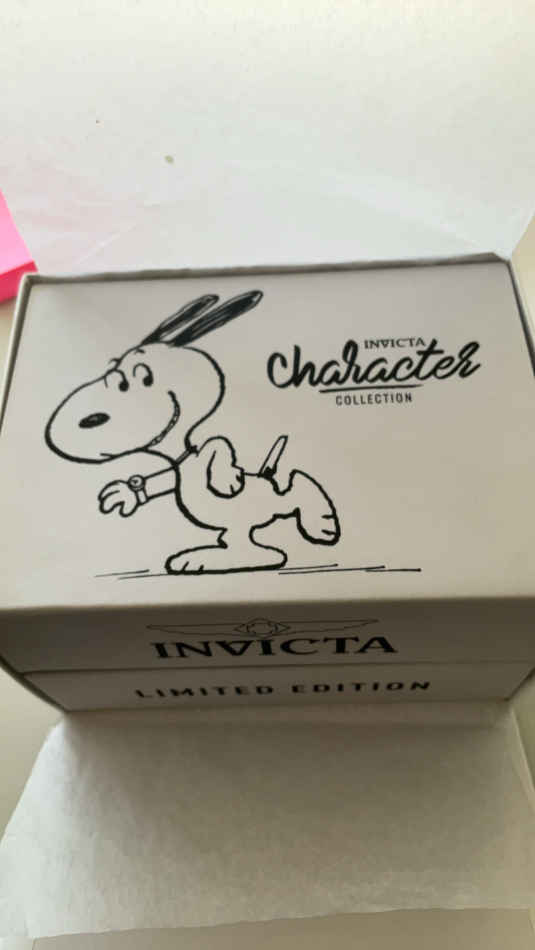 INVICTA
Character
COLLECTION
INVICTA
LIMITED EDITION